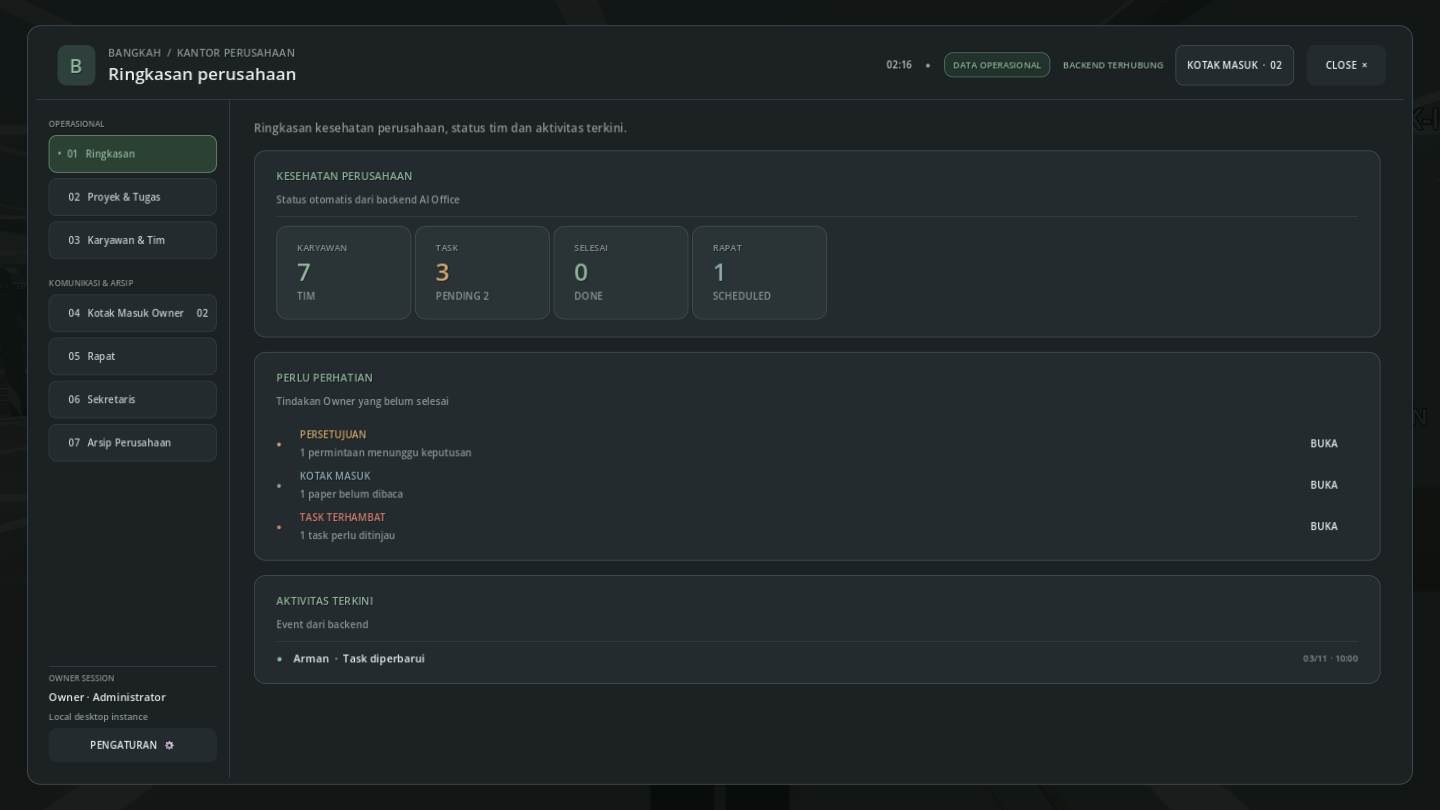 B
BANGKAH / KANTOR PERUSAHAAN
Ringkasan perusahaan
02:16 • DATA OPERASIONAL BACKEND TERHUBUNG KOTAK MASUK · 02 CLOSE ×
OPERASIONAL
• 01 Ringkasan
02 Proyek & Tugas
03 Karyawan & Tim
KOMUNIKASI & ARSIP
04 Kotak Masuk Owner 02
05 Rapat
06 Sekretaris
07 Arsip Perusahaan
OWNER SESSION
Owner · Administrator
Local desktop instance
PENGATURAN
Ringkasan kesehatan perusahaan, status tim dan aktivitas terkini.
KESEHATAN PERUSAHAAN
Status otomatis dari backend AI Office
KARYAWAN
7
TIM
TASK
3
PENDING 2
SELESAI
0
DONE
RAPAT
1
SCHEDULED
PERLU PERHATIAN
Tindakan Owner yang belum selesai
PERSETUJUAN
1 permintaan menunggu keputusan
BUKA
KOTAK MASUK
1 paper belum dibaca
BUKA
TASK TERHAMBAT
1 task perlu ditinjau
BUKA
AKTIVITAS TERKINI
Event dari backend
• Arman · Task diperbarui 03/11 · 10:00